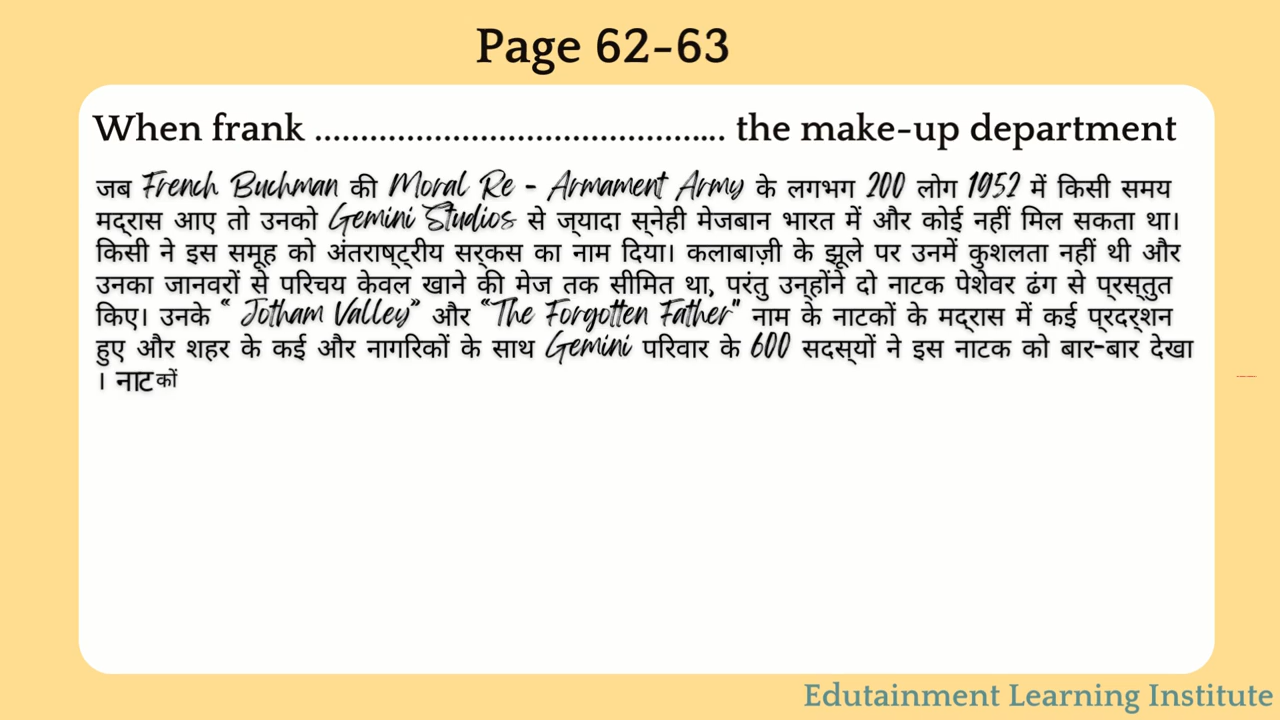 Page 62-63
When frank ............................................ the make-up department
जब French Buchman की Moral Re - Armament Army के लगभग 200 लोग 1952 में किसी समय
मद्रास आए तो उनको Gemini Studios से ज्यादा स्नेही मेजबान भारत में और कोई नहीं मिल सकता था।
किसी ने इस समूह को अंतराष्ट्रीय सर्कस का नाम दिया। कलाबाज़ी के झूले पर उनमें कुशलता नहीं थी और
उनका जानवरों से परिचय केवल खाने की मेज तक सीमित था, परंतु उन्होंने दो नाटक पेशेवर ढंग से प्रस्तुत
किए। उनके “ Jotham Valley” और “The Forgotten Father" नाम के नाटकों के मद्रास में कई प्रदर्शन
हुए और शहर के कई और नागरिकों के साथ Gemini परिवार के 600 सदस्यों ने इस नाटक को बार-बार देखा
। नाटकों
Edutainment Learning Institute